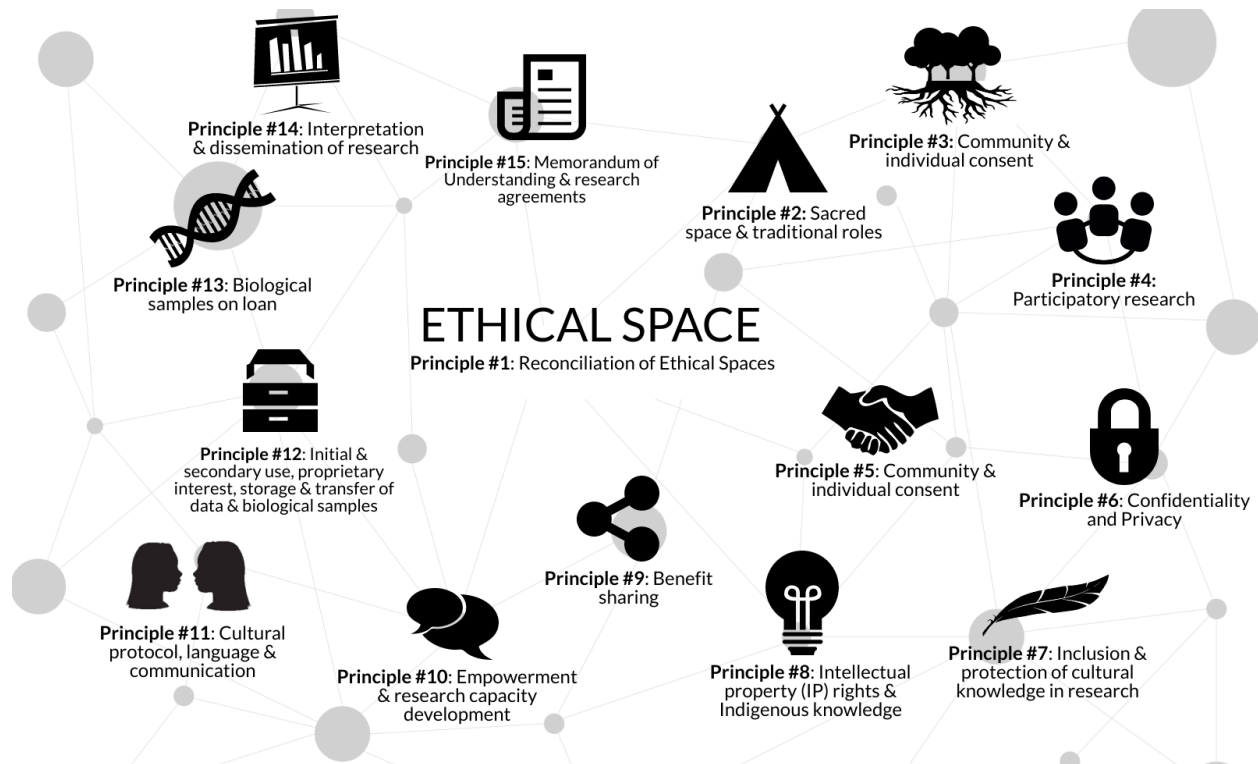 ETHICAL SPACE
Principle #1: Reconciliation of Ethical Spaces
Principle #2: Sacred
space & traditional roles
Principle #3: Community &
individual consent
Principle #4:
Participatory research
Principle #5: Community &
individual consent
Principle #6: Confidentiality
and Privacy
Principle #7: Inclusion &
protection of cultural
knowledge in research
Principle #8: Intellectual
property (IP) rights &
Indigenous knowledge
Principle #9: Benefit
sharing
Principle #10: Empowerment
& research capacity
development
Principle #11: Cultural
protocol, language &
communication
Principle #12: Initial &
secondary use, proprietary
interest, storage & transfer of
data & biological samples
Principle #13: Biological
samples on loan
Principle #14: Interpretation
& dissemination of research
Principle #15: Memorandum of
Understanding & research
agreements